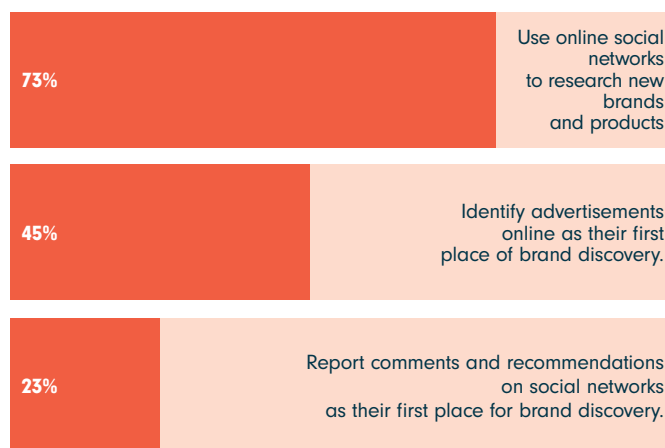 73%
Use online social
networks
to research new
brands
and products
45%
Identify advertisements
online as their first
place of brand discovery.
23%
Report comments and recommendations
on social networks
as their first place for brand discovery.